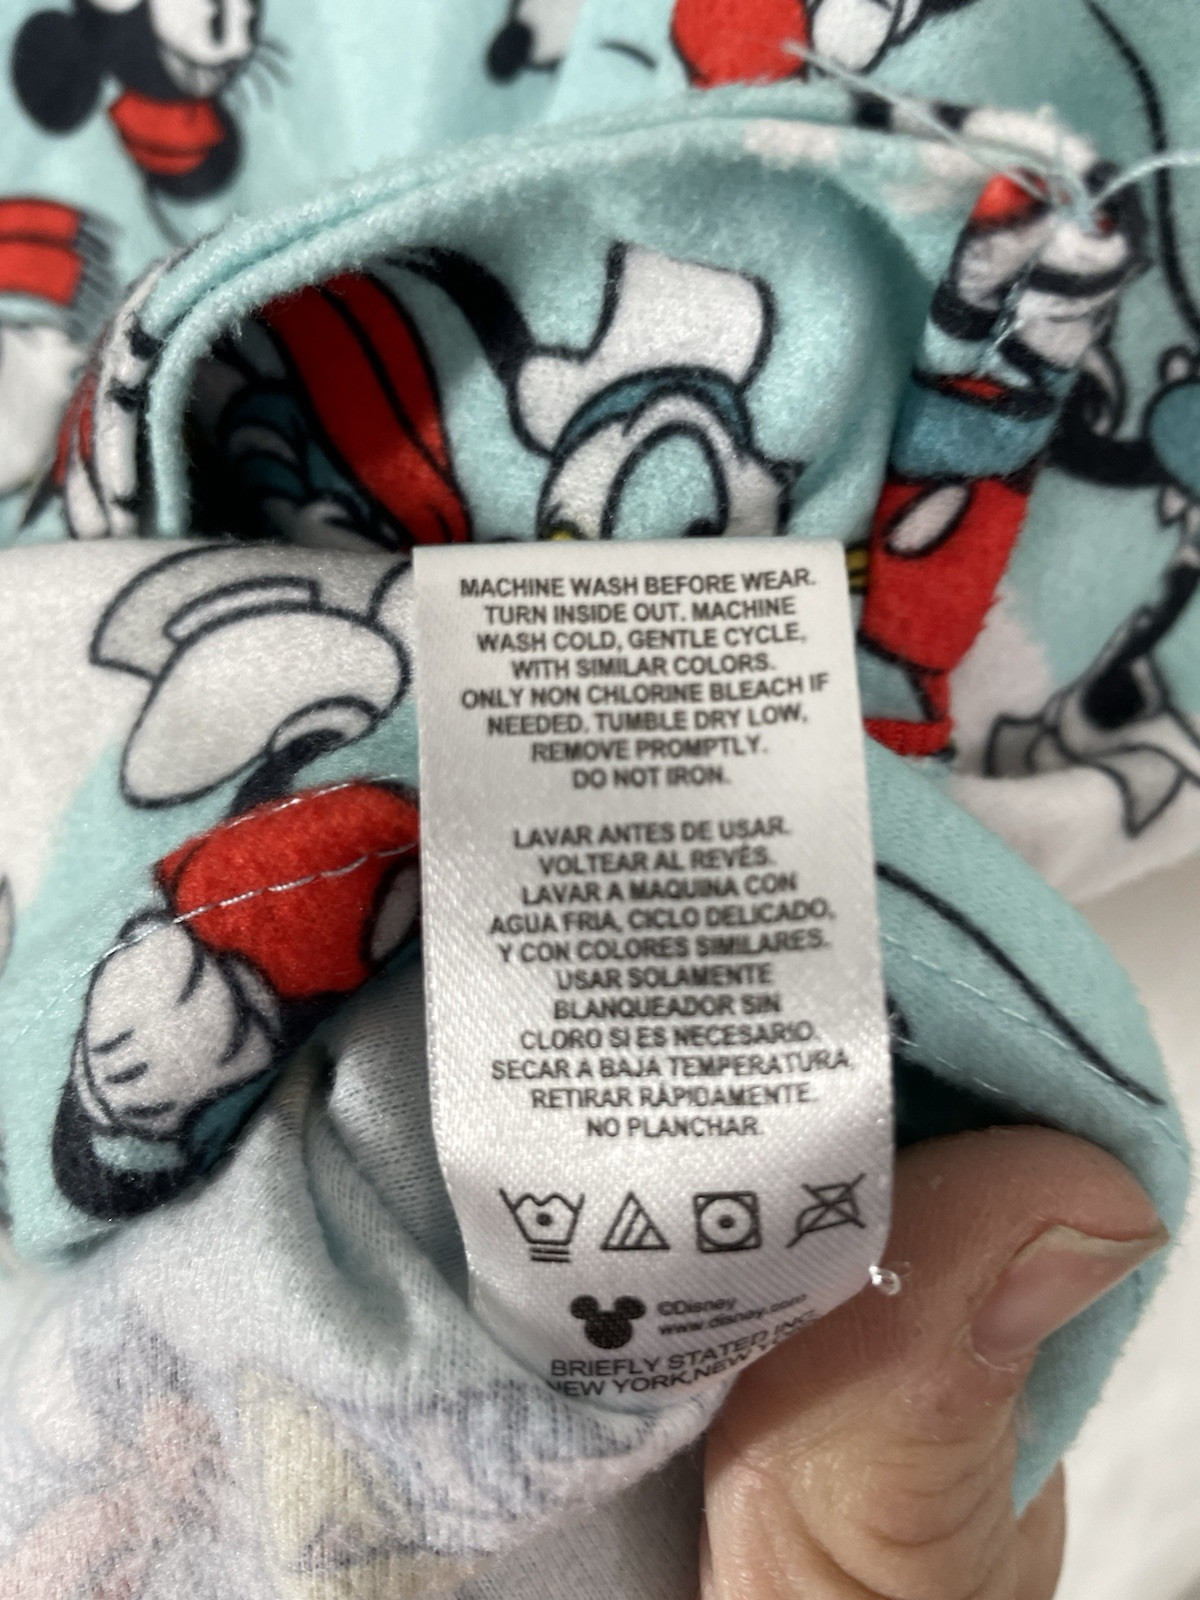 MACHINE WASH BEFORE WEAR.
TURN INSIDE OUT. MACHINE
WASH COLD, GENTLE CYCLE,
WITH SIMILAR COLORS.
ONLY NON CHLORINE BLEACH IF
NEEDED. TUMBLE DRY LOW,
REMOVE PROMPTLY.
DO NOT IRON.
LAVAR ANTES DE USAR.
VOLTEAR AL REVÉS.
LAVAR A MAQUINA CON
AGUA FRIA, CICLO DELICADO,
Y CON COLORES SIMILARES.
USAR SOLAMENTE
BLANQUEADOR SIN
CLORO SI ES NECESARIO.
SECAR A BAJA TEMPERATURA.
RETIRAR RÁPIDAMENTE.
NO PLANCHAR.
©Disney
www.disney.com
BRIEFLY STATED INC.
NEW YORK, NEW